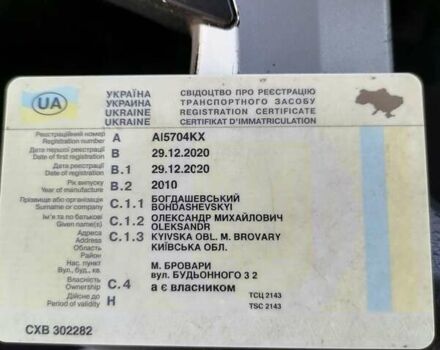 UA
УКРАЇНА СВІДОЦТВО ПРО РЕЄСТРАЦІЮ
УКРАИНА ТРАНСПОРТНОГО ЗАСОБУ
UKRAINE REGISTRATION CERTIFICATE
UKRAINE CERTIFICAT D'IMMATRICULATION
Реєстраційний номер
Registration number A AI5704KX
Дата першої реєстрації
Date of first registration B 29.12.2020
Дата реєстрації
Date of registration B.1 29.12.2020
Рік випуску
Year of manufacture B.2 2010
Прізвище або організація C.1.1 БОГДАШЕВСЬКИЙ
Surname or company BOHDASHEVSKYI
Ім'я та по батькові C.1.2 ОЛЕКСАНДР МИХАЙЛОВИЧ
Given name(s) OLEKSANDR
Адреса C.1.3 KYIVSKA OBL. M. BROVARY
Address КИЇВСЬКА ОБЛ.
Область
Район
Нас. пункт М. БРОВАРИ
Вул., буд., кв. вул. БУДЬОННОГО 3 2
Власність
Ownership C.4 а є власником
Дійсне до ТСЦ 2143
Period of validity H TSC 2143
СХВ 302282